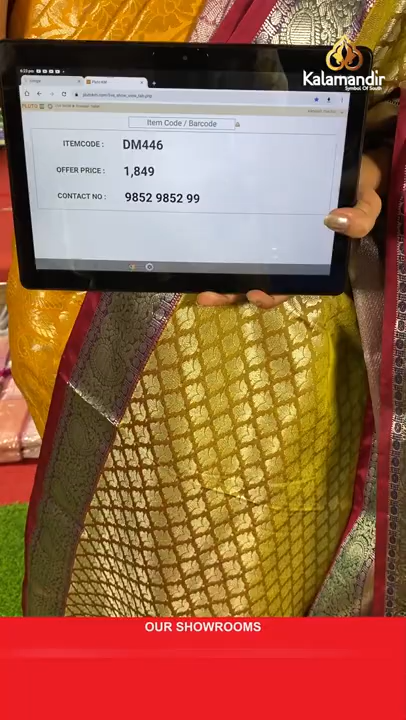 Kalamandir
Symbol Of South
Item Code / Barcode
ITEMCODE : DM446
OFFER PRICE : 1,849
CONTACT NO : 9852 9852 99
OUR SHOWROOMS